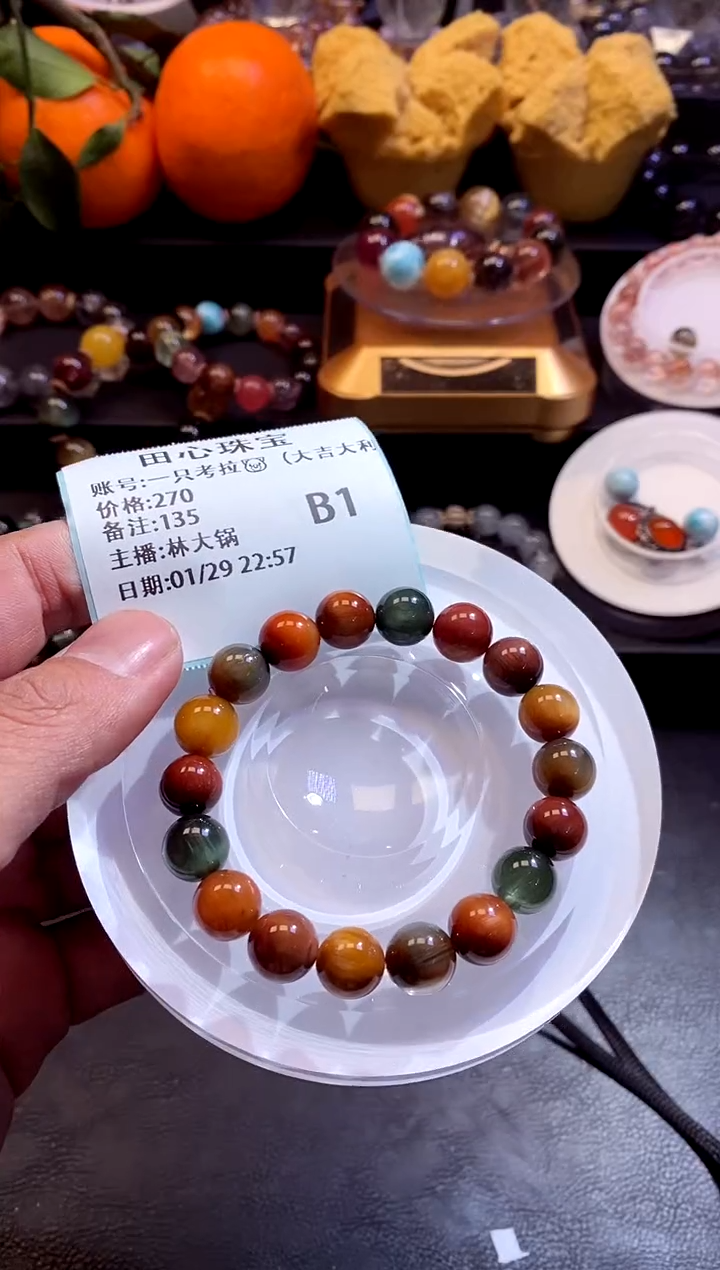 田心珠宝
账号:一只考拉🐨 (大吉大利
价格:270
备注:135
B1
主播:林大锅
日期:01/29 22:57